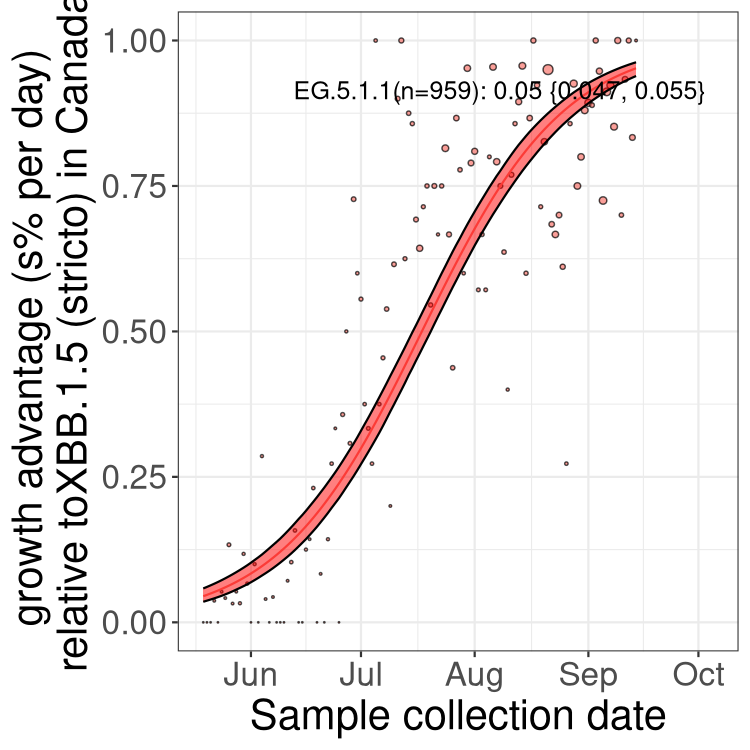 growth advantage (s% per day)
relative toXBB.1.5 (stricto) in Canada
1.00
0.75
0.50
0.25
0.00
EG.5.1.1(n=959): 0.05 {0.047, 0.055}
Jun Jul Aug Sep Oct
Sample collection date